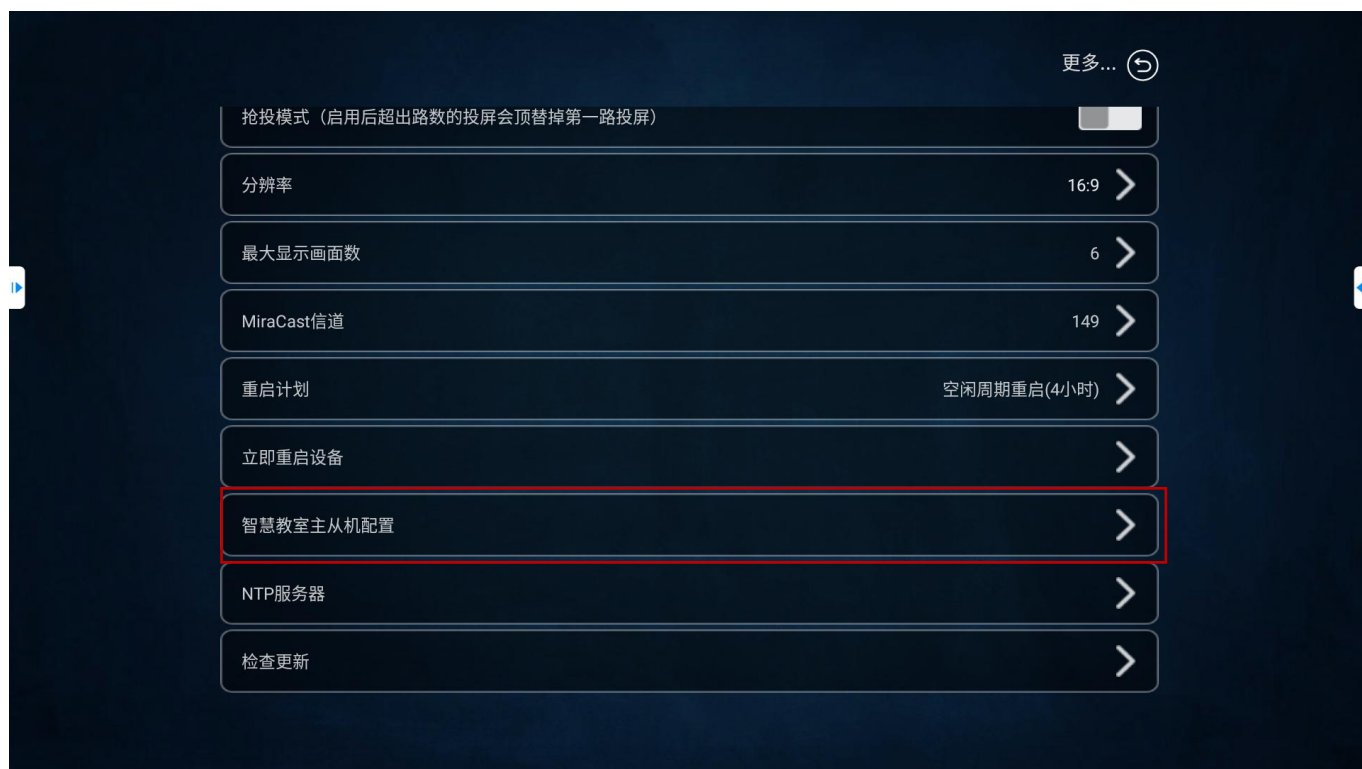 更多...
抢投模式（启用后超出路数的投屏会顶替掉第一路投屏）
分辨率 16:9
最大显示画面数 6
MiraCast信道 149
重启计划 空闲周期重启(4小时)
立即重启设备
智慧教室主从机配置
NTP服务器
检查更新